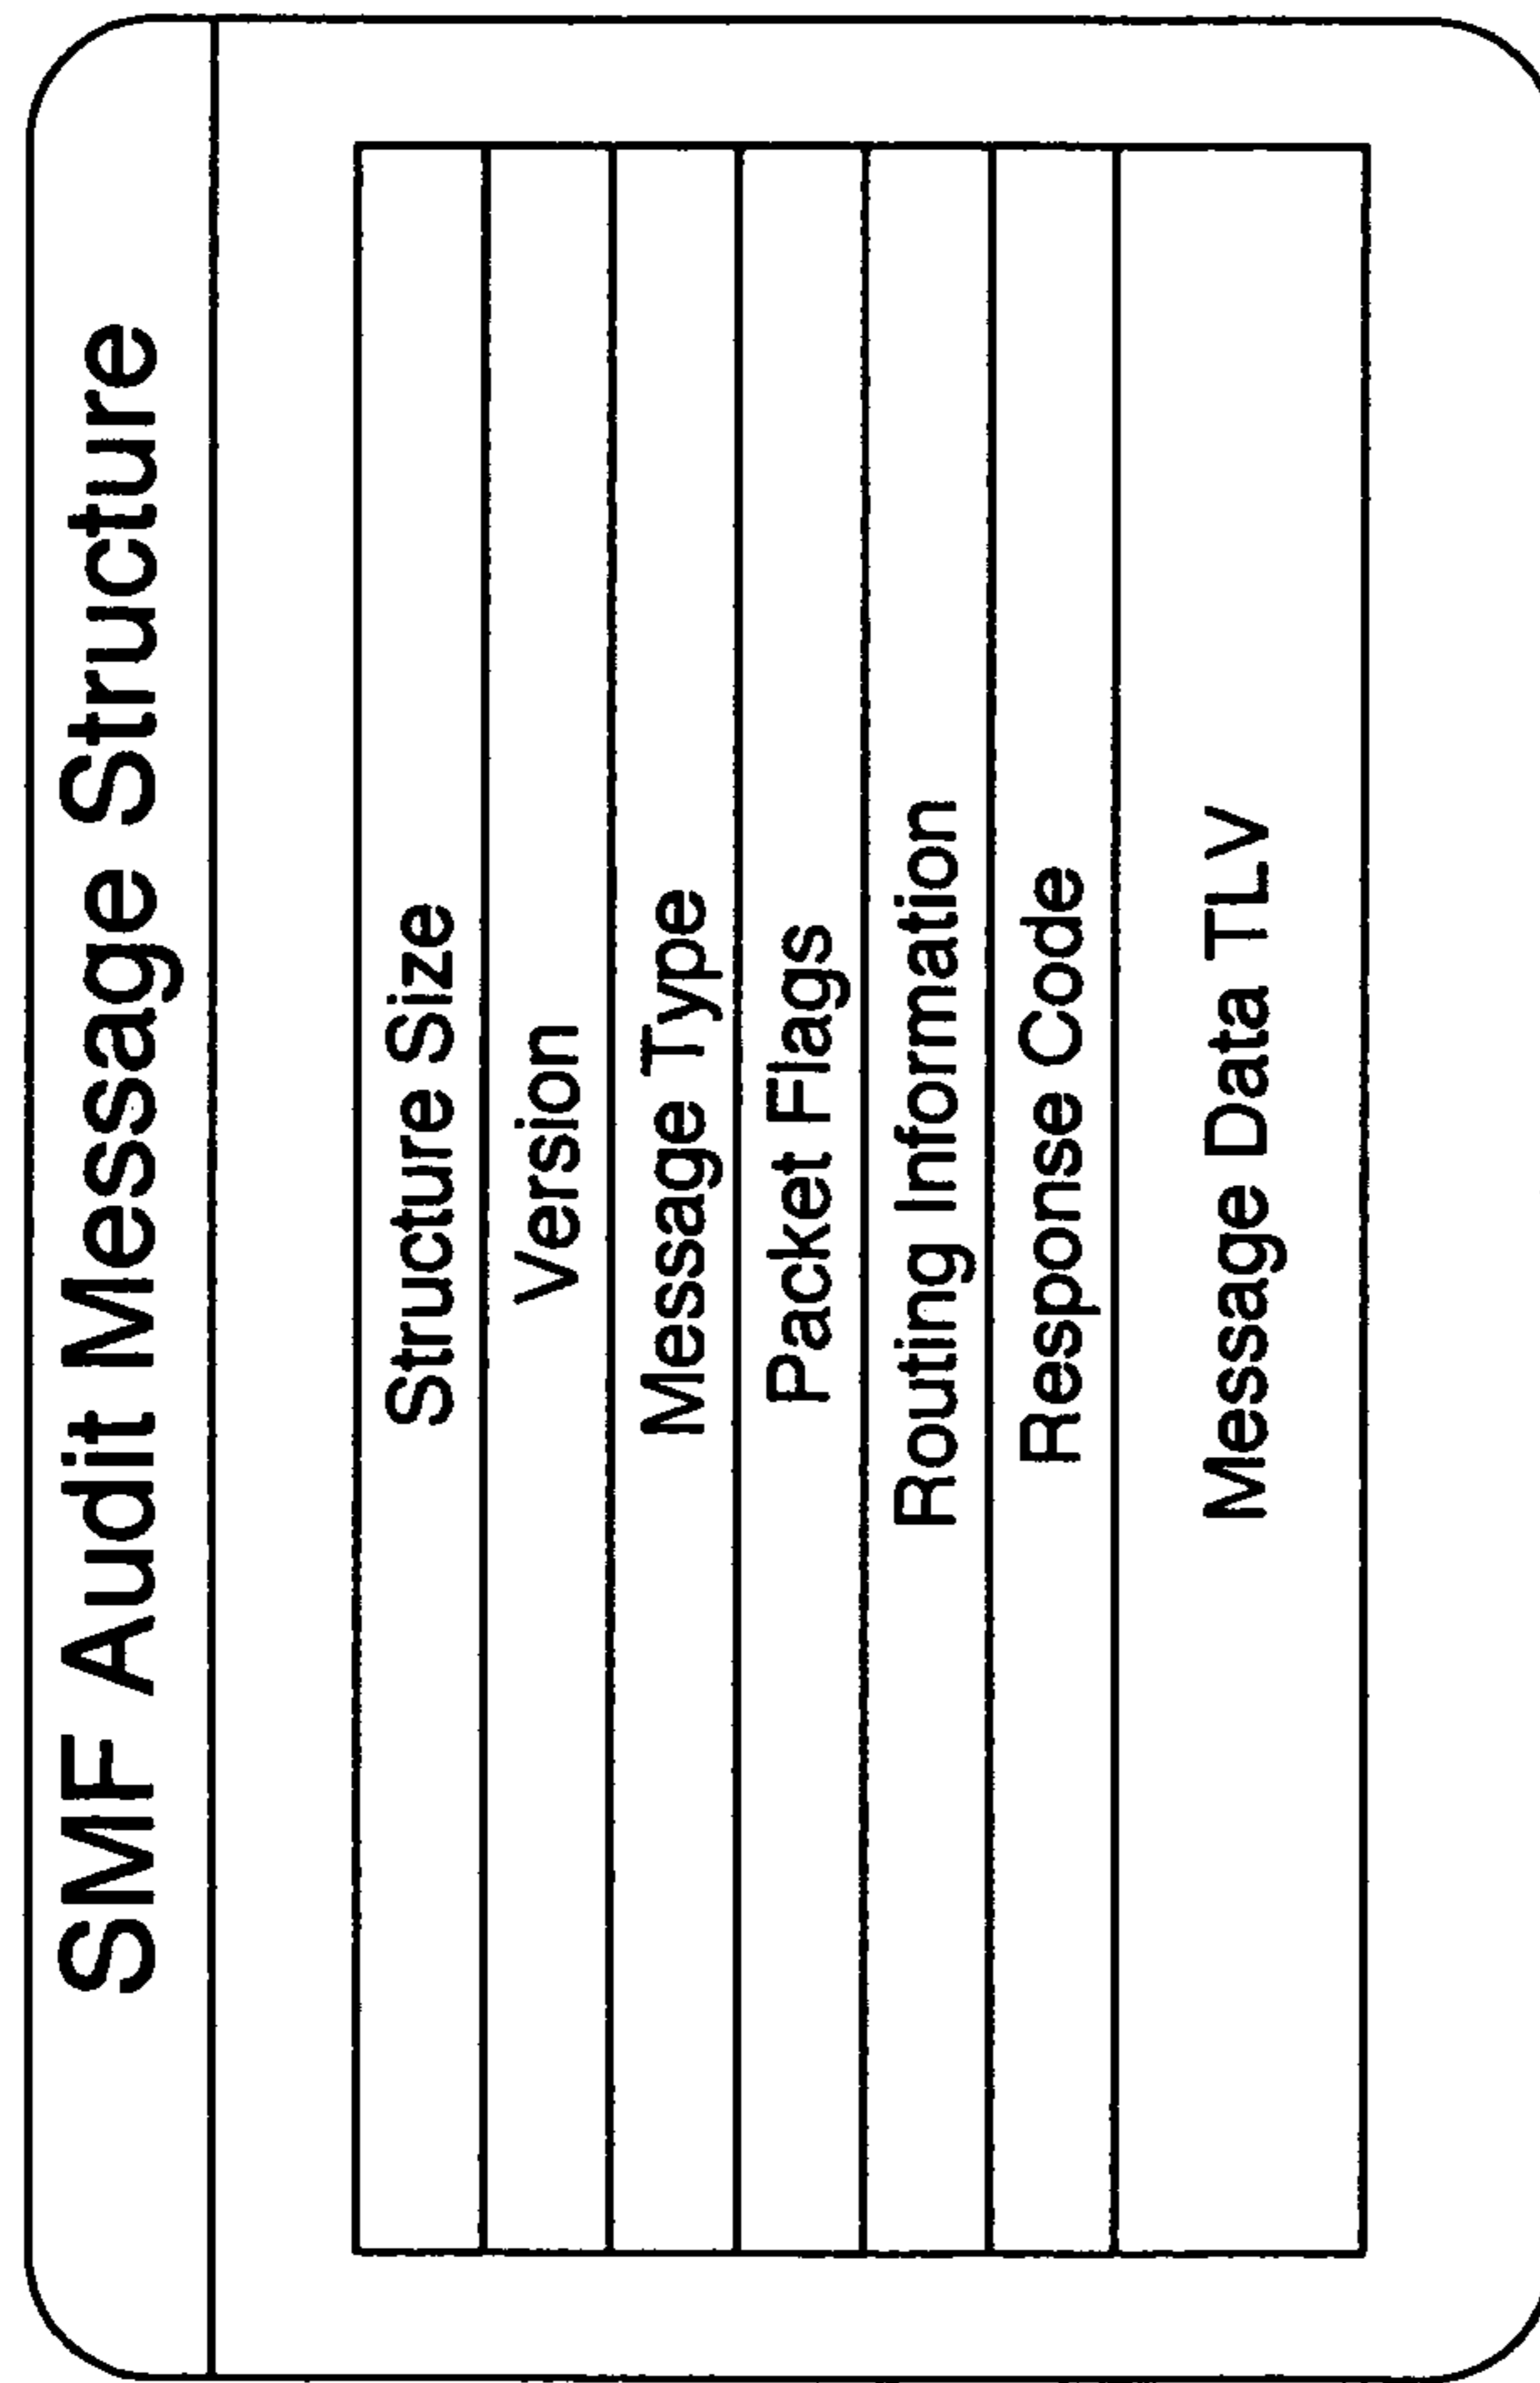 SMF Audit Message Structure
Structure Size
Version
Message Type
Packet Flags
Routing Information
Response Code
Message Data TLV